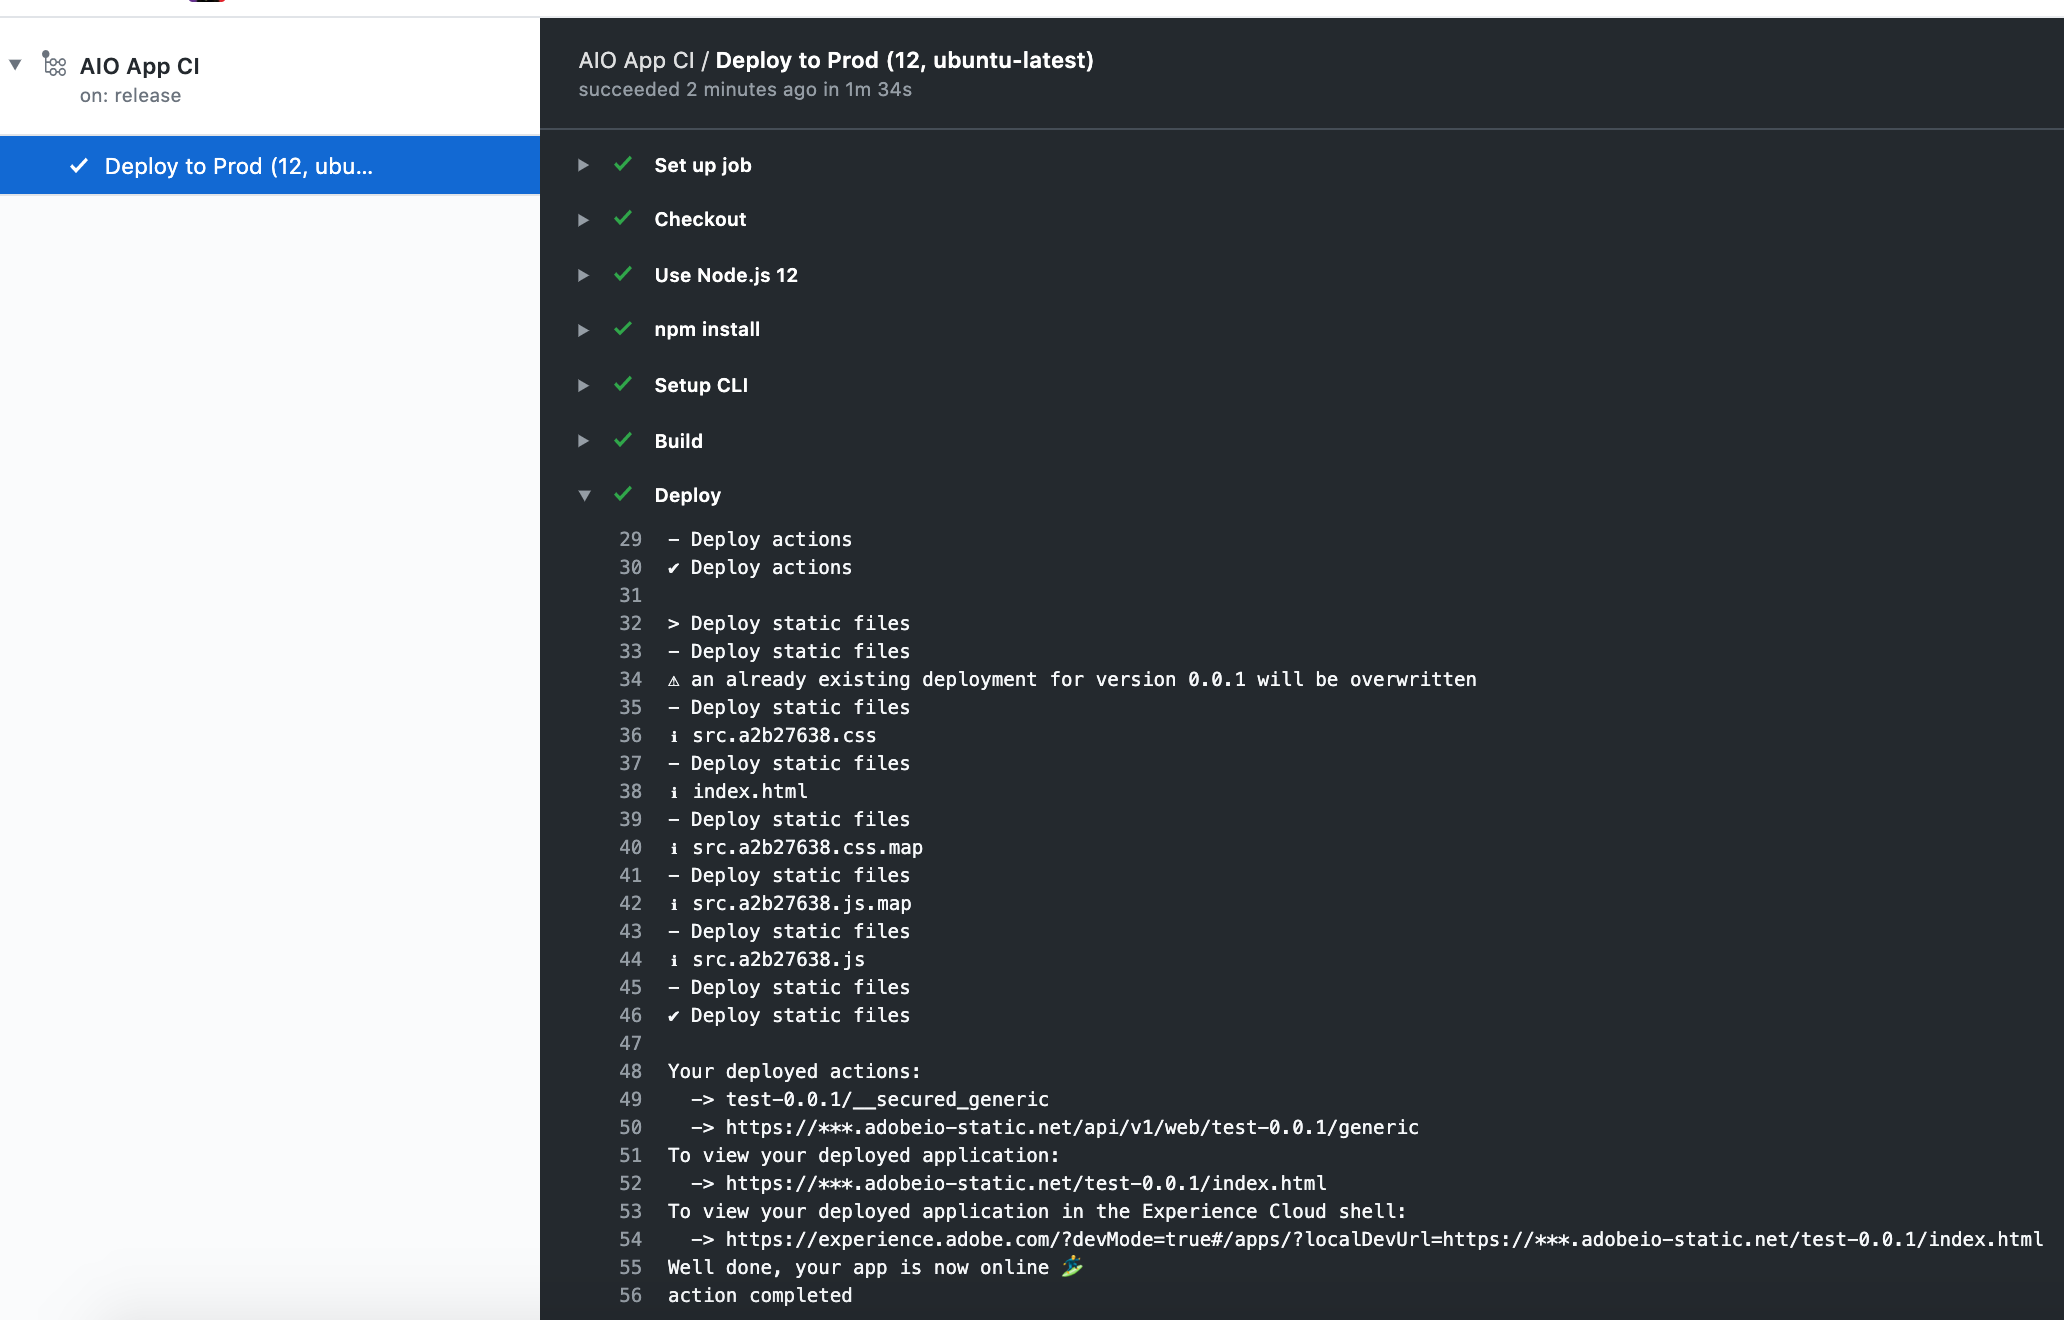 AIO App CI
on: release
Deploy to Prod (12, ubu...
AIO App CI / Deploy to Prod (12, ubuntu-latest)
succeeded 2 minutes ago in 1m 34s
Set up job
Checkout
Use Node.js 12
npm install
Setup CLI
Build
Deploy
29 – Deploy actions
30 ✔ Deploy actions
31
32 > Deploy static files
33 – Deploy static files
34 ⚠ an already existing deployment for version 0.0.1 will be overwritten
35 – Deploy static files
36 ℹ src.a2b27638.css
37 – Deploy static files
38 ℹ index.html
39 – Deploy static files
40 ℹ src.a2b27638.css.map
41 – Deploy static files
42 ℹ src.a2b27638.js.map
43 – Deploy static files
44 ℹ src.a2b27638.js
45 – Deploy static files
46 ✔ Deploy static files
47
48 Your deployed actions:
49 –> test-0.0.1/__secured_generic
50 –> https://***.adobeio-static.net/api/v1/web/test-0.0.1/generic
51 To view your deployed application:
52 –> https://***.adobeio-static.net/test-0.0.1/index.html
53 To view your deployed application in the Experience Cloud shell:
54 –> https://experience.adobe.com/?devMode=true#/apps/?localDevUrl=https://***.adobeio-static.net/test-0.0.1/index.html
55 Well done, your app is now online 🏄
56 action completed